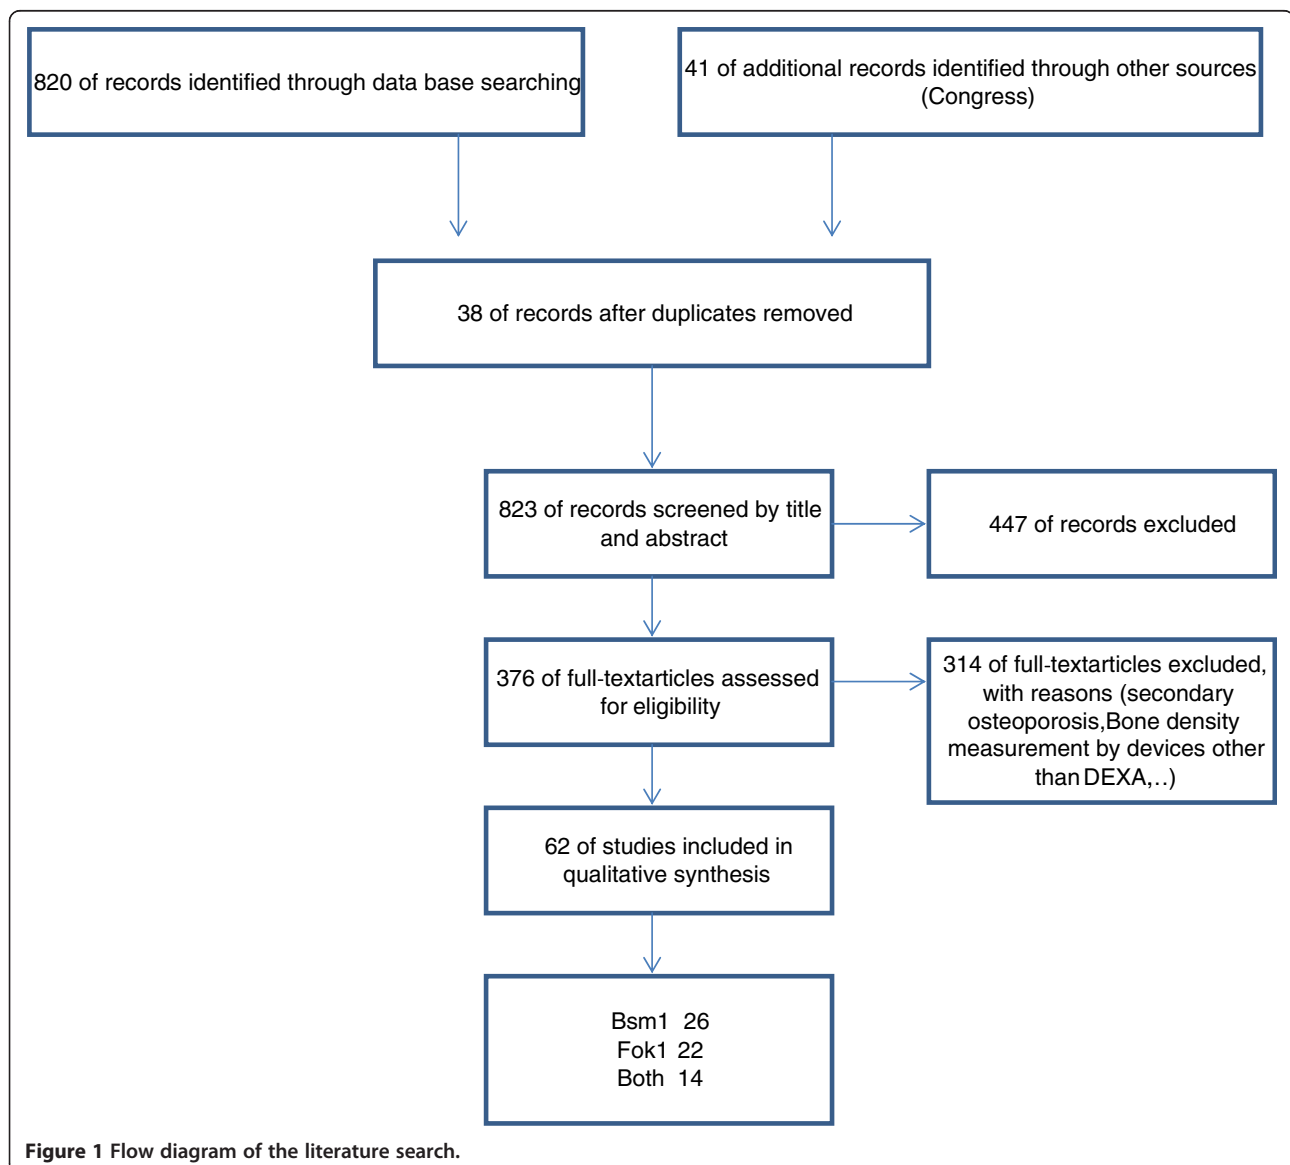 820 of records identified through data base searching
41 of additional records identified through other sources
(Congress)
38 of records after duplicates removed
823 of records screened by title
and abstract
447 of records excluded
376 of full-textarticles assessed
for eligibility
314 of full-textarticles excluded,
with reasons (secondary
osteoporosis,Bone density
measurement by devices other
than DEXA,..)
62 of studies included in
qualitative synthesis
Bsm1 26
Fok1 22
Both 14
Figure 1 Flow diagram of the literature search.